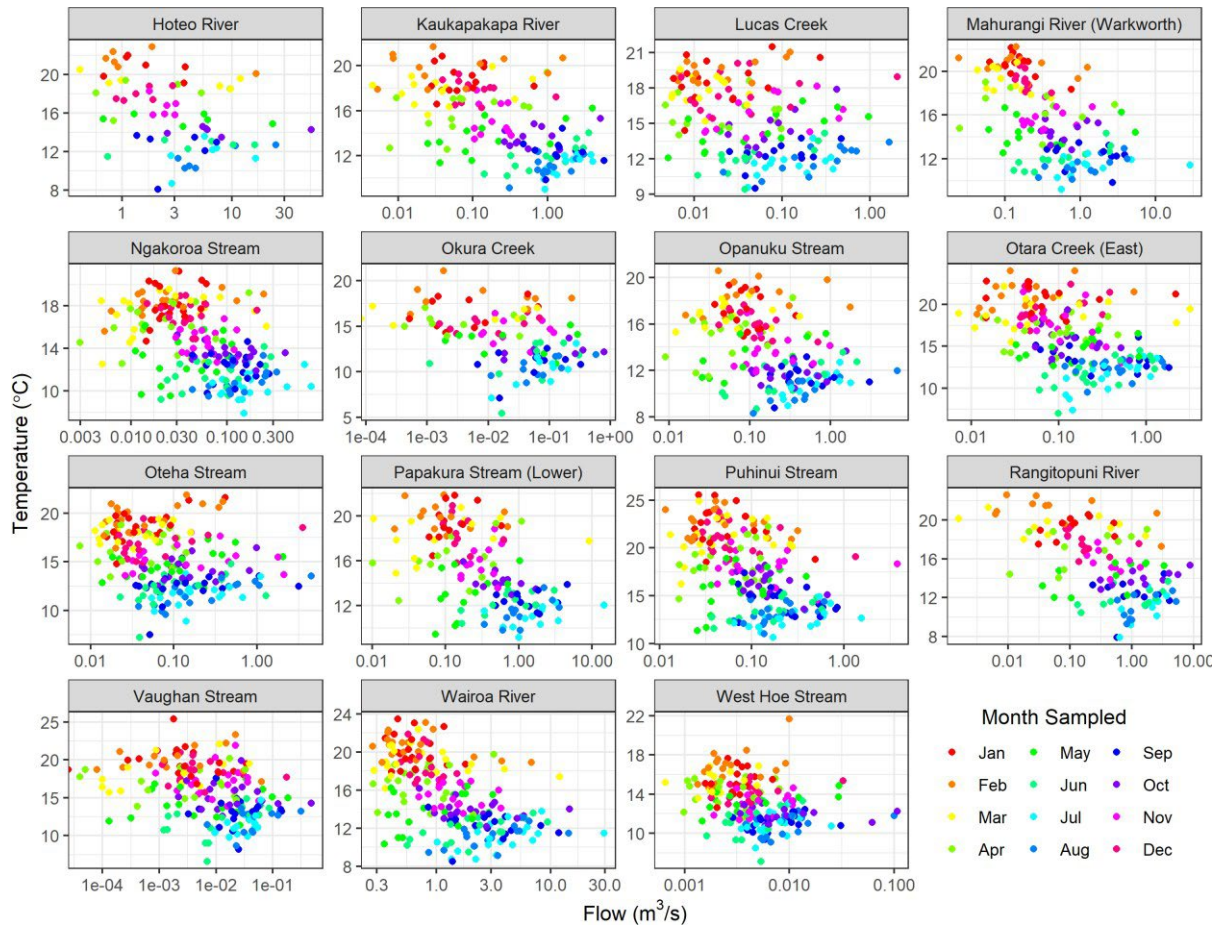 Hoteo River
Kaukapakapa River
Lucas Creek
Mahurangi River (Warkworth)
20
16
12
8
1
3
10
30
20
16
12
0.01
0.10
1.00
21
18
15
12
9
0.01
0.10
1.00
20
16
12
0.1
1.0
10.0
Ngakoroa Stream
Okura Creek
Opanuku Stream
Otara Creek (East)
18
14
10
0.003
0.010
0.030
0.100
0.300
20
15
10
5
1e-04
1e-03
1e-02
1e-01
1e+00
20
16
12
8
0.01
0.10
1.00
25
20
15
10
0.01
0.10
1.00
Oteha Stream
Papakura Stream (Lower)
Puhinui Stream
Rangitopuni River
20
15
10
0.01
0.10
1.00
20
16
12
0.01
0.10
1.00
10.00
25
20
15
10
0.01
0.10
1.00
20
16
12
8
0.01
0.10
1.00
10.00
Vaughan Stream
Wairoa River
West Hoe Stream
25
20
15
10
1e-04
1e-03
1e-02
1e-01
24
20
16
12
8
0.3
1.0
3.0
10.0
30.0
22
18
14
10
0.001
0.010
0.100
Temperature (°C)
Flow (m³/s)
Month Sampled
Jan
May
Sep
Feb
Jun
Oct
Mar
Jul
Nov
Apr
Aug
Dec